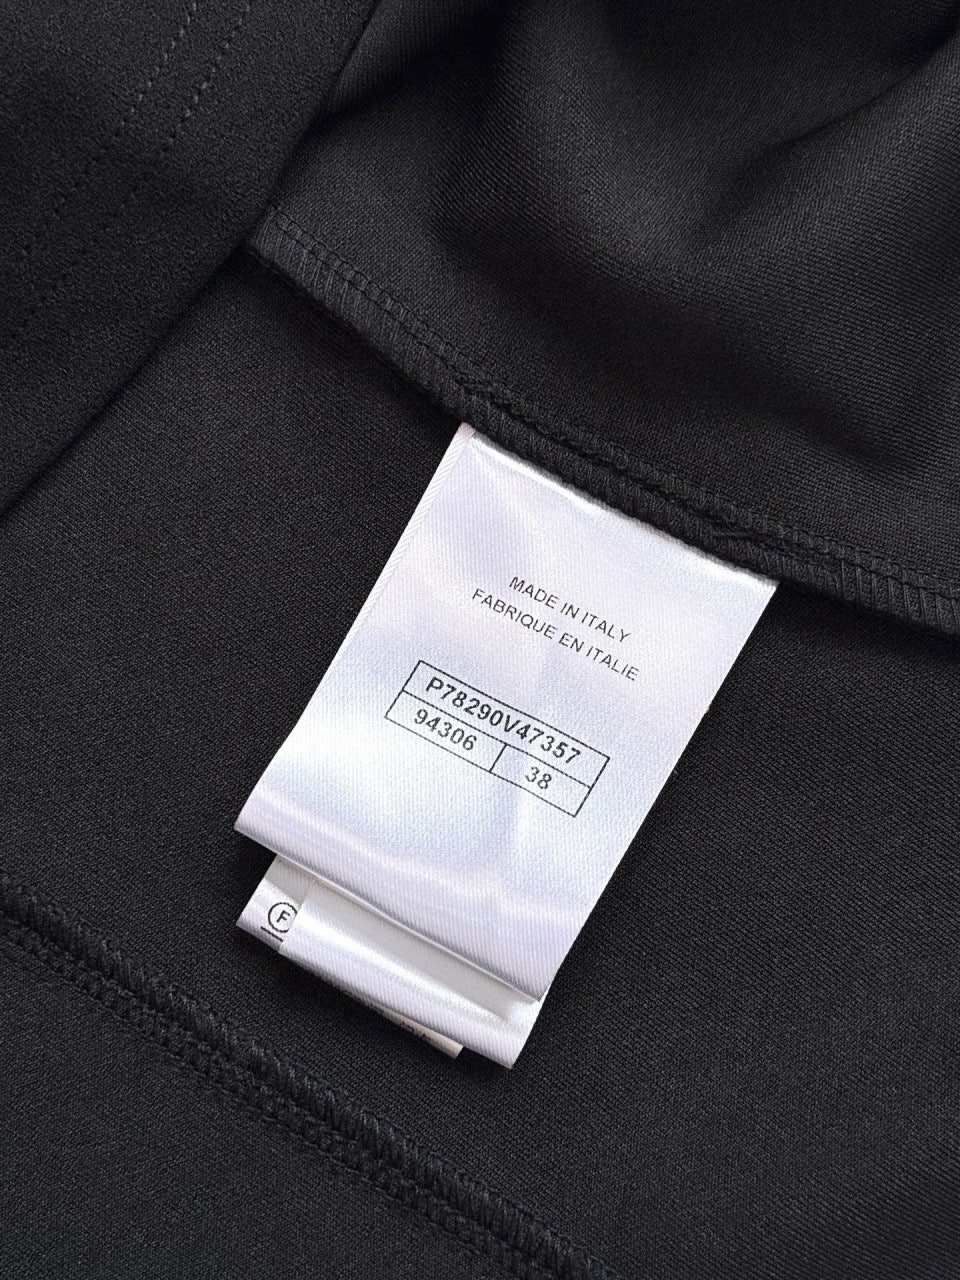 MADE IN ITALY
FABRIQUE EN ITALIE
P78290V47357
94306 38
F